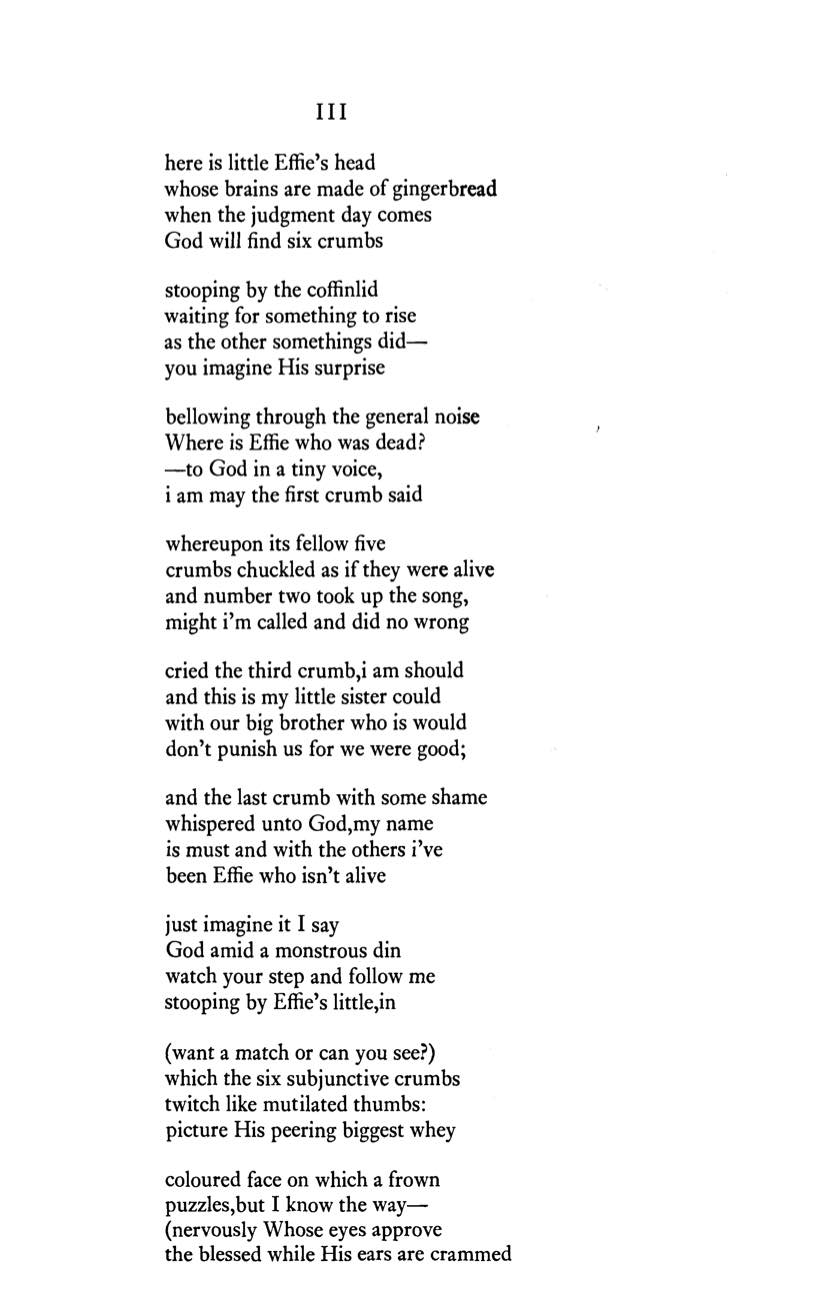 III
here is little Effie's head
whose brains are made of gingerbread
when the judgment day comes
God will find six crumbs
stooping by the coffinlid
waiting for something to rise
as the other somethings did—
you imagine His surprise
bellowing through the general noise
Where is Effie who was dead?
—to God in a tiny voice,
i am may the first crumb said
whereupon its fellow five
crumbs chuckled as if they were alive
and number two took up the song,
might i'm called and did no wrong
cried the third crumb,i am should
and this is my little sister could
with our big brother who is would
don't punish us for we were good;
and the last crumb with some shame
whispered unto God,my name
is must and with the others i've
been Effie who isn't alive
just imagine it I say
God amid a monstrous din
watch your step and follow me
stooping by Effie's little,in
(want a match or can you see?)
which the six subjunctive crumbs
twitch like mutilated thumbs:
picture His peering biggest whey
coloured face on which a frown
puzzles,but I know the way—
(nervously Whose eyes approve
the blessed while His ears are crammed